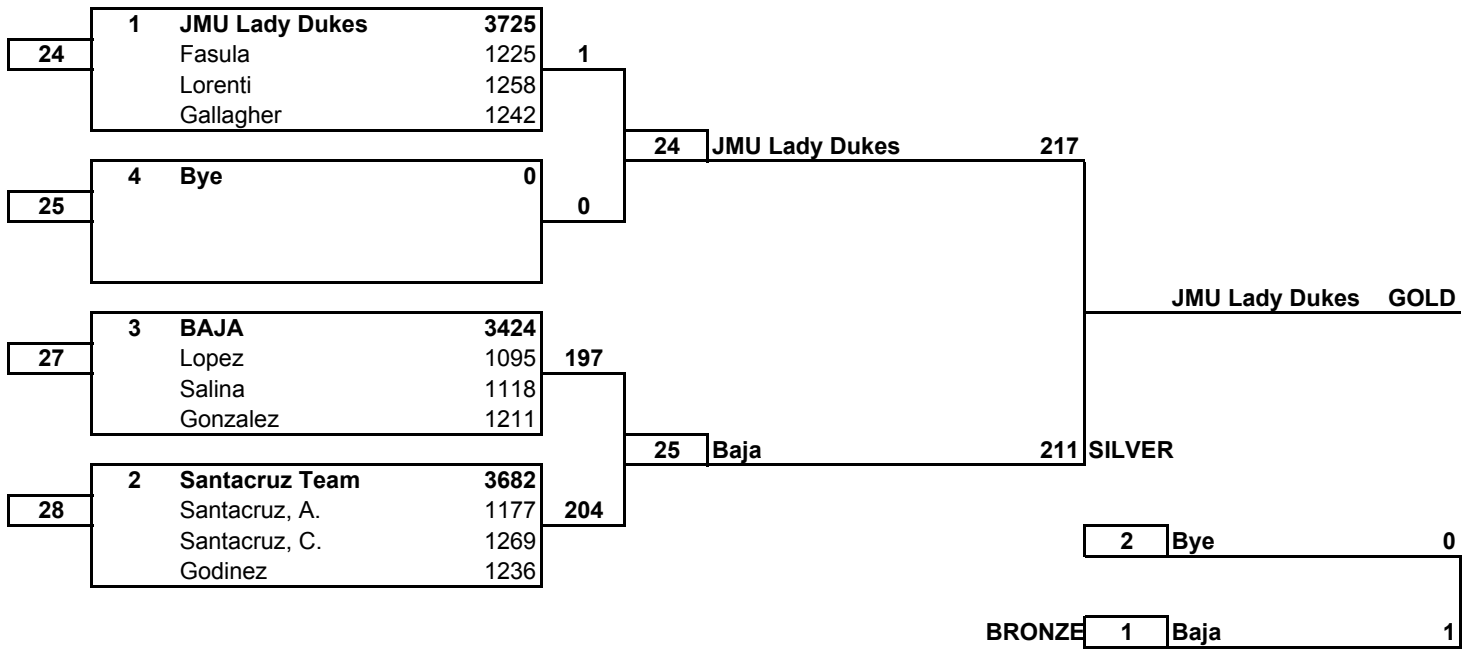 1 JMU Lady Dukes 3725
24 Fasula 1225 1
Lorenti 1258
Gallagher 1242
24 JMU Lady Dukes 217
4 Bye 0
25 0
JMU Lady Dukes GOLD
3 BAJA 3424
27 Lopez 1095 197
Salina 1118
Gonzalez 1211
25 Baja 211 SILVER
2 Santacruz Team 3682
28 Santacruz, A. 1177 204
Santacruz, C. 1269
2 Bye 0
Godinez 1236
BRONZE 1 Baja 1